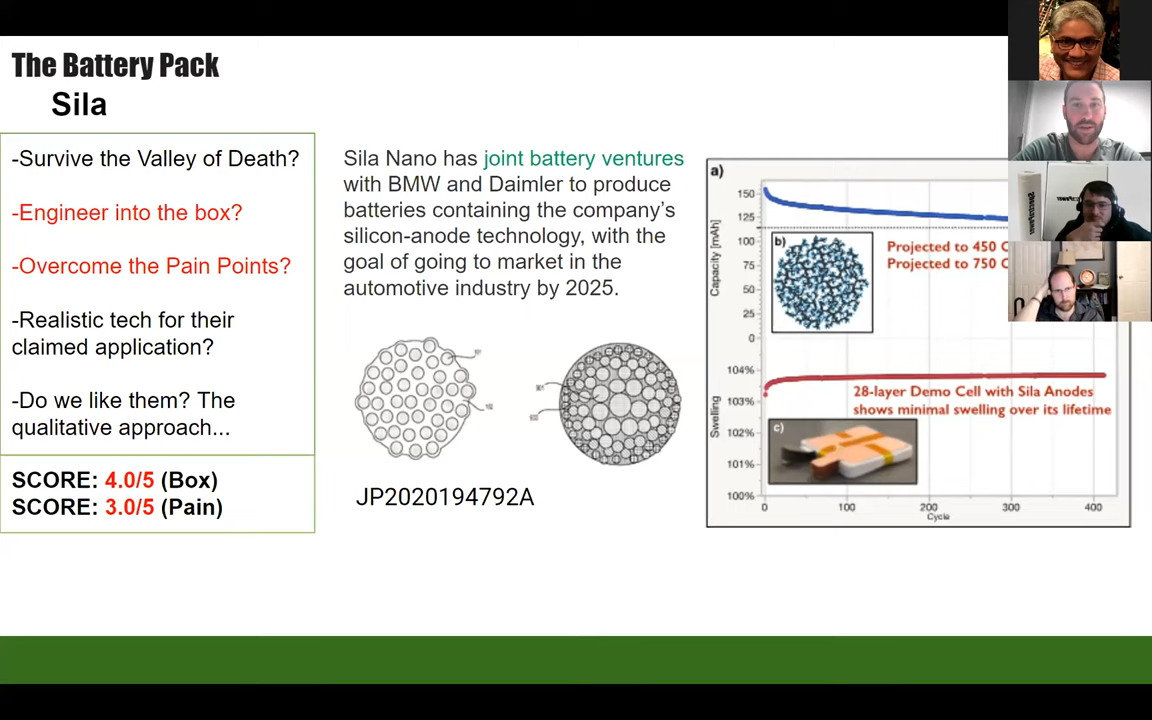 The Battery Pack
Sila
-Survive the Valley of Death?
-Engineer into the box?
-Overcome the Pain Points?
-Realistic tech for their
claimed application?
-Do we like them? The
qualitative approach...
SCORE: 4.0/5 (Box)
SCORE: 3.0/5 (Pain)
Sila Nano has joint battery ventures
with BMW and Daimler to produce
batteries containing the company's
silicon-anode technology, with the
goal of going to market in the
automotive industry by 2025.
JP2020194792A
a)
Capacity [mAh]
150
125
100
75
50
25
0
b)
Projected to 450 C
Projected to 750 C
Swelling
104%
103%
102%
101%
100%
28-layer Demo Cell with Sila Anodes
shows minimal swelling over its lifetime
c)
0
100
200
300
400
Cycle